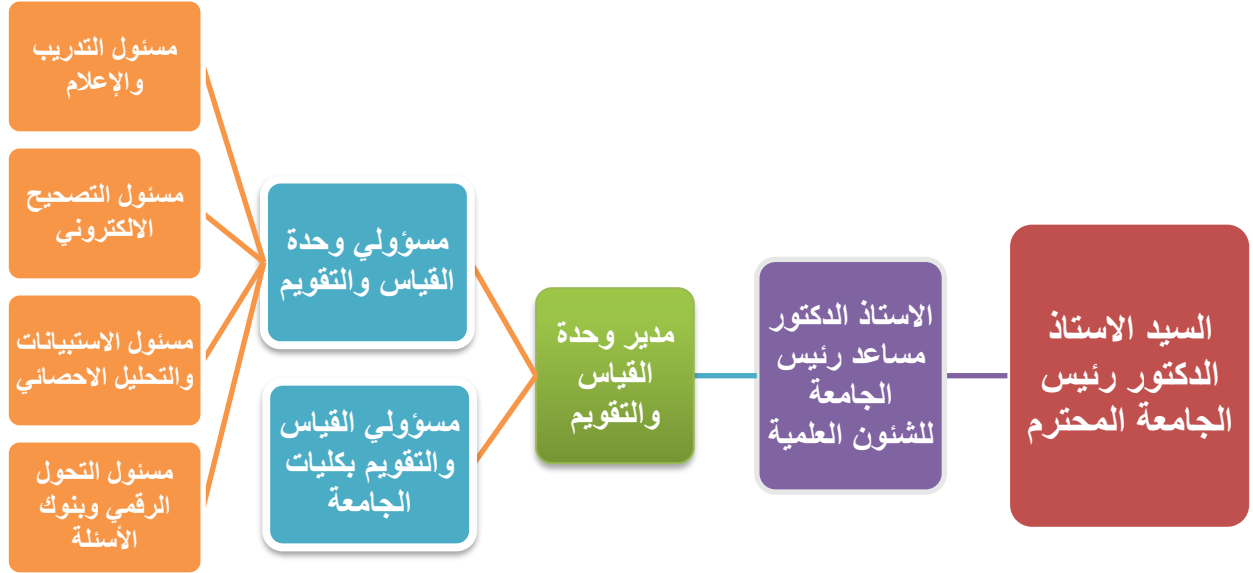 السيد الاستاذ
الدكتور رئيس
الجامعة المحترم
الاستاذ الدكتور
مساعد رئيس
الجامعة
للشئون العلمية
مدير وحدة
القياس
والتقويم
مسؤولي وحدة
القياس والتقويم
مسؤولي القياس
والتقويم بكليات
الجامعة
مسئول التدريب
والإعلام
مسئول التصحيح
الالكتروني
مسئول الاستبيانات
والتحليل الاحصائي
مسئول التحول
الرقمي وبنوك
الأسئلة